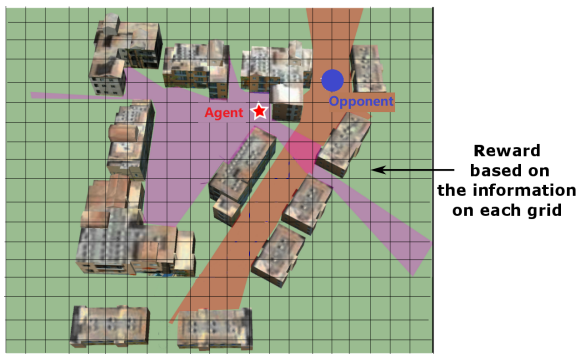 Opponent
Agent
Reward
based on
the information
on each grid